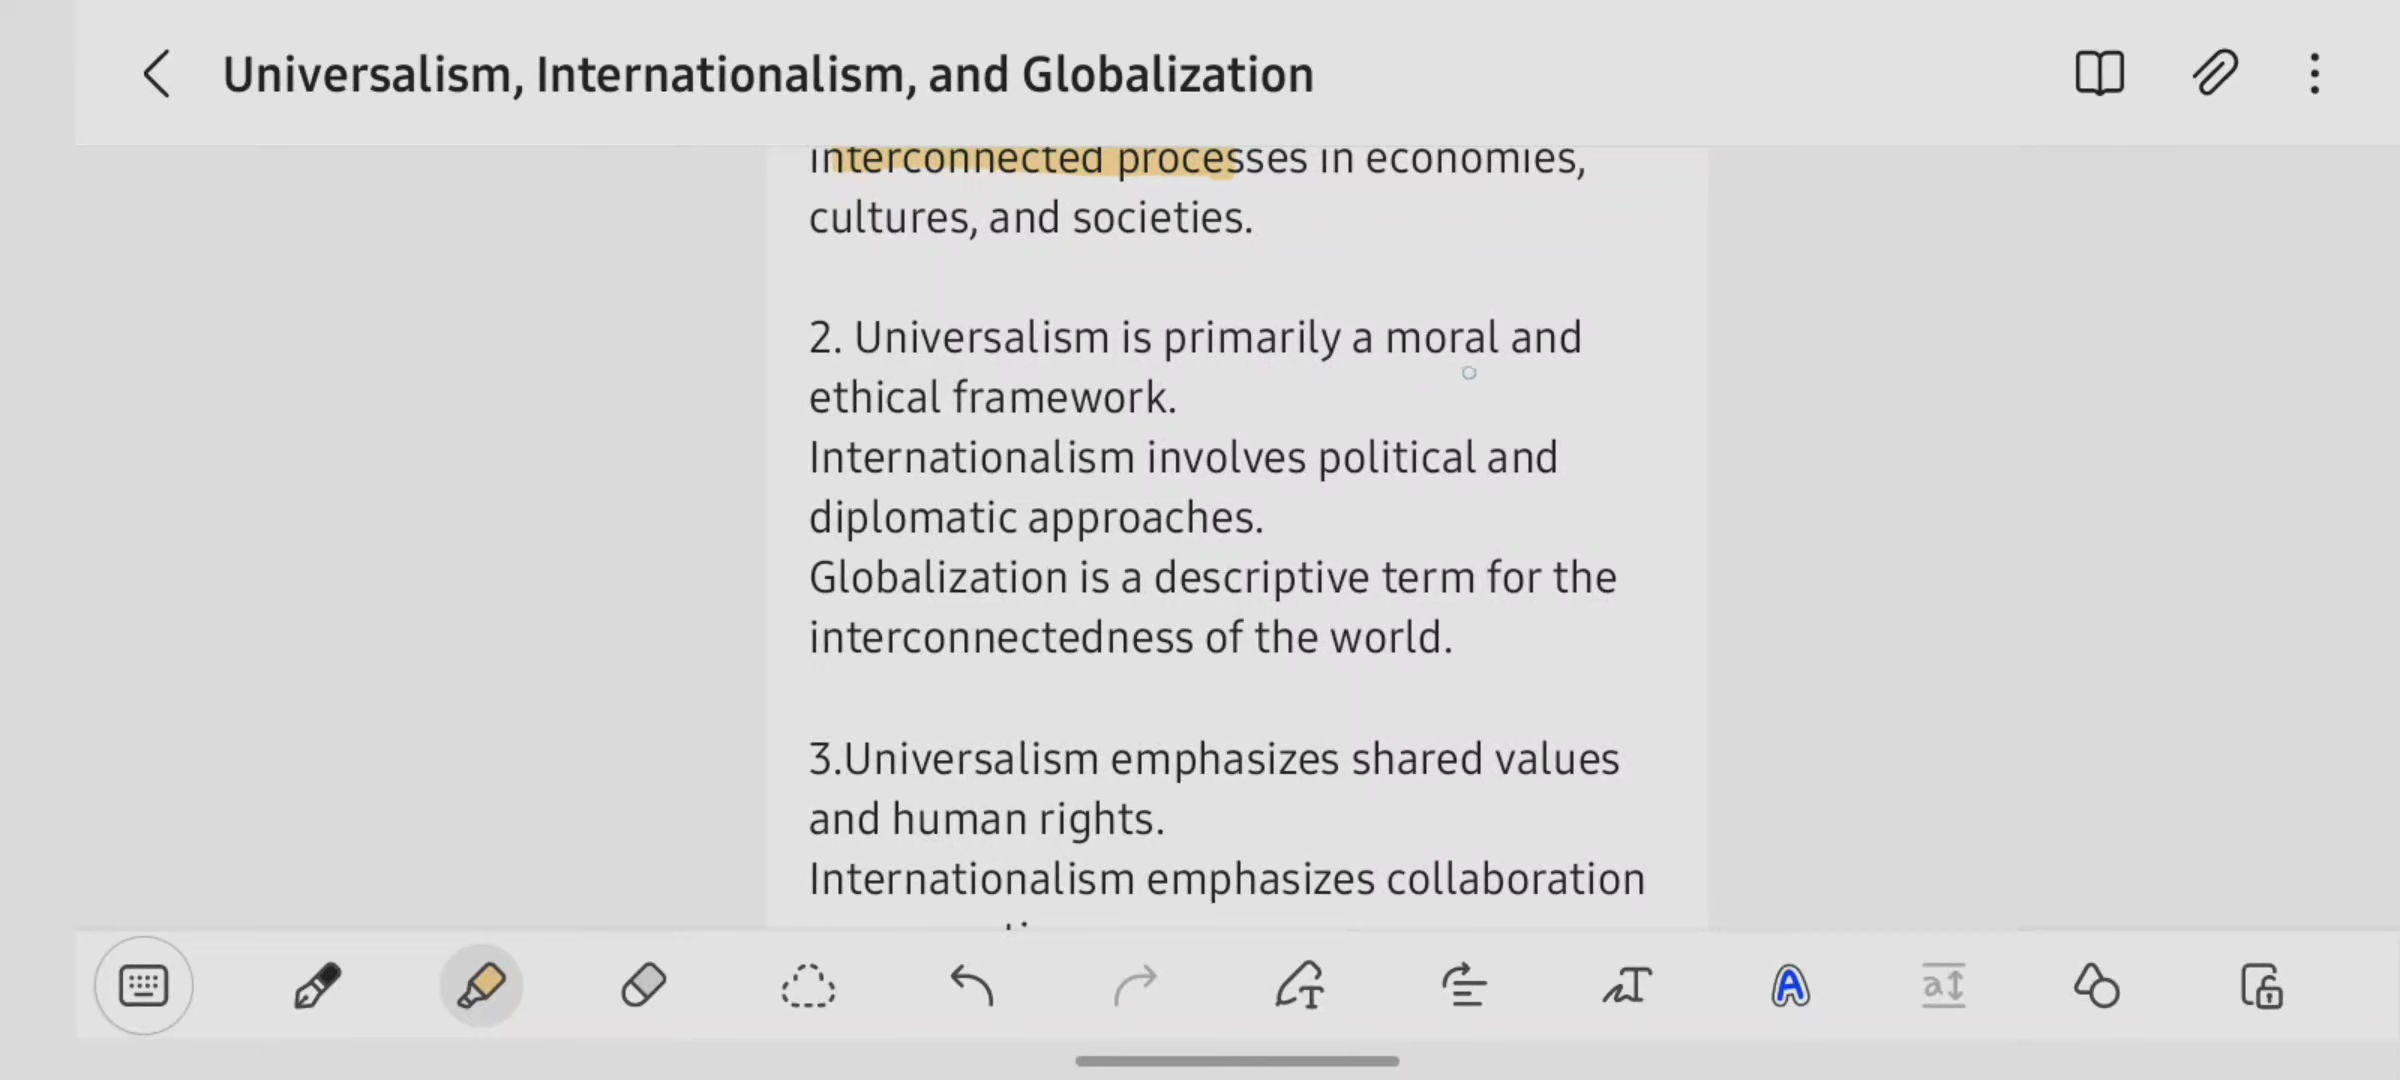 Universalism, Internationalism, and Globalization
interconnected processes in economies,
cultures, and societies.
2. Universalism is primarily a moral and
ethical framework.
Internationalism involves political and
diplomatic approaches.
Globalization is a descriptive term for the
interconnectedness of the world.
3.Universalism emphasizes shared values
and human rights.
Internationalism emphasizes collaboration